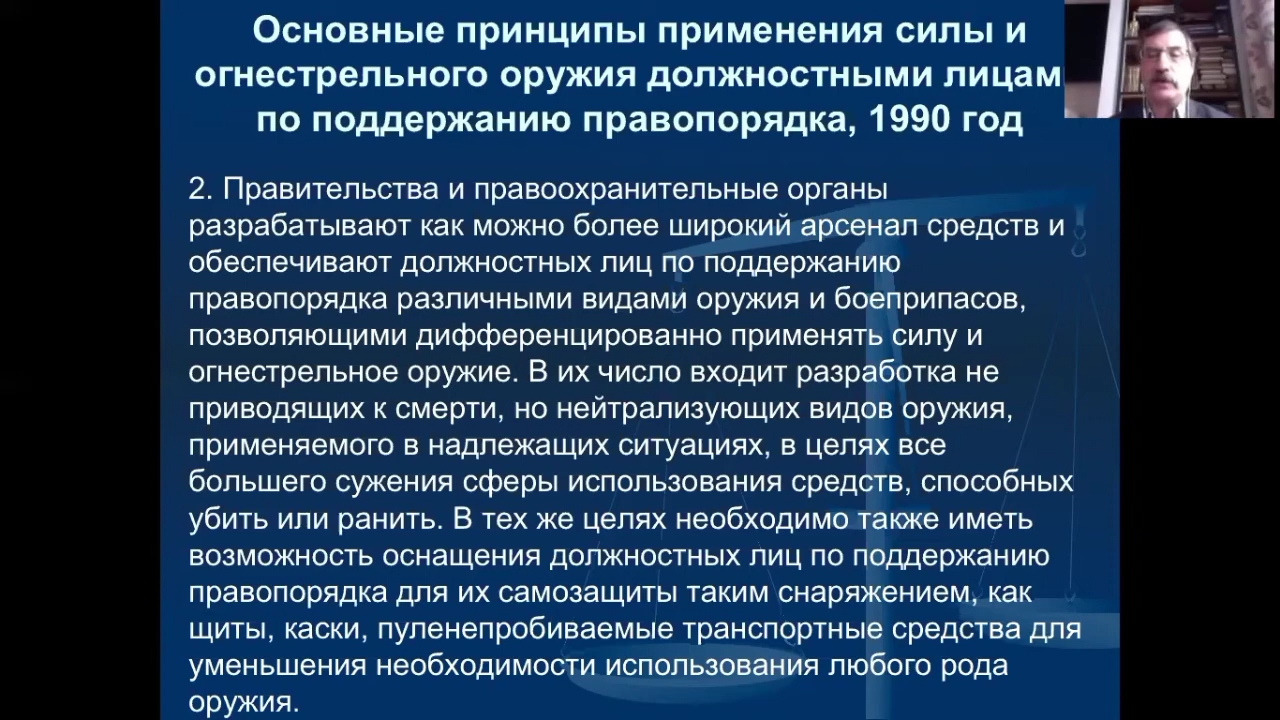 Основные принципы применения силы и
огнестрельного оружия должностными лицам
по поддержанию правопорядка, 1990 год
2. Правительства и правоохранительные органы
разрабатывают как можно более широкий арсенал средств и
обеспечивают должностных лиц по поддержанию
правопорядка различными видами оружия и боеприпасов,
позволяющими дифференцированно применять силу и
огнестрельное оружие. В их число входит разработка не
приводящих к смерти, но нейтрализующих видов оружия,
применяемого в надлежащих ситуациях, в целях все
большего сужения сферы использования средств, способных
убить или ранить. В тех же целях необходимо также иметь
возможность оснащения должностных лиц по поддержанию
правопорядка для их самозащиты таким снаряжением, как
щиты, каски, пуленепробиваемые транспортные средства для
уменьшения необходимости использования любого рода
оружия.